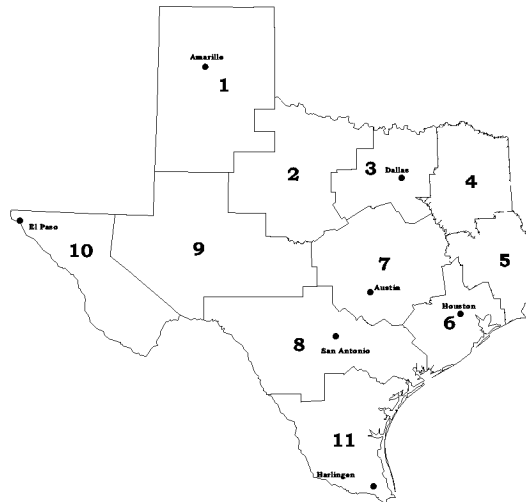 Amarillo
1
2
3
Dallas
4
El Paso
10
9
7
5
Austin
Houston
6
8
San Antonio
11
Harlingen